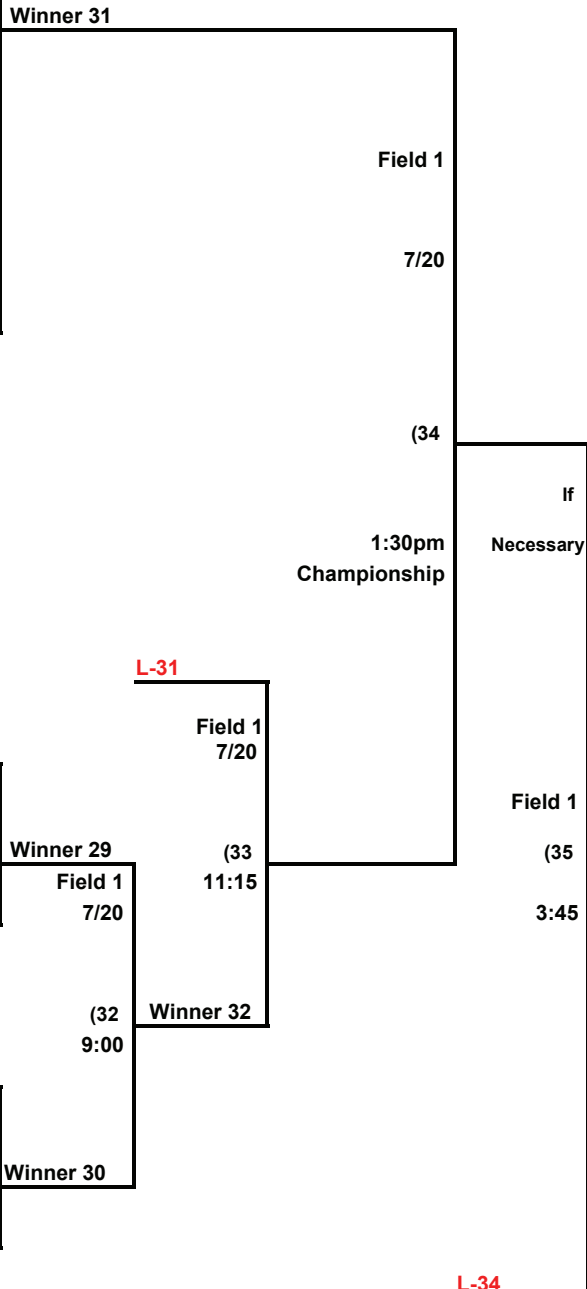 Winner 31
Field 1
7/20
(34
If
1:30pm
Necessary
Championship
L-31
Field 1
7/20
Field 1
Winner 29
(33
(35
Field 1
11:15
7/20
3:45
(32
Winner 32
9:00
Winner 30
L-34